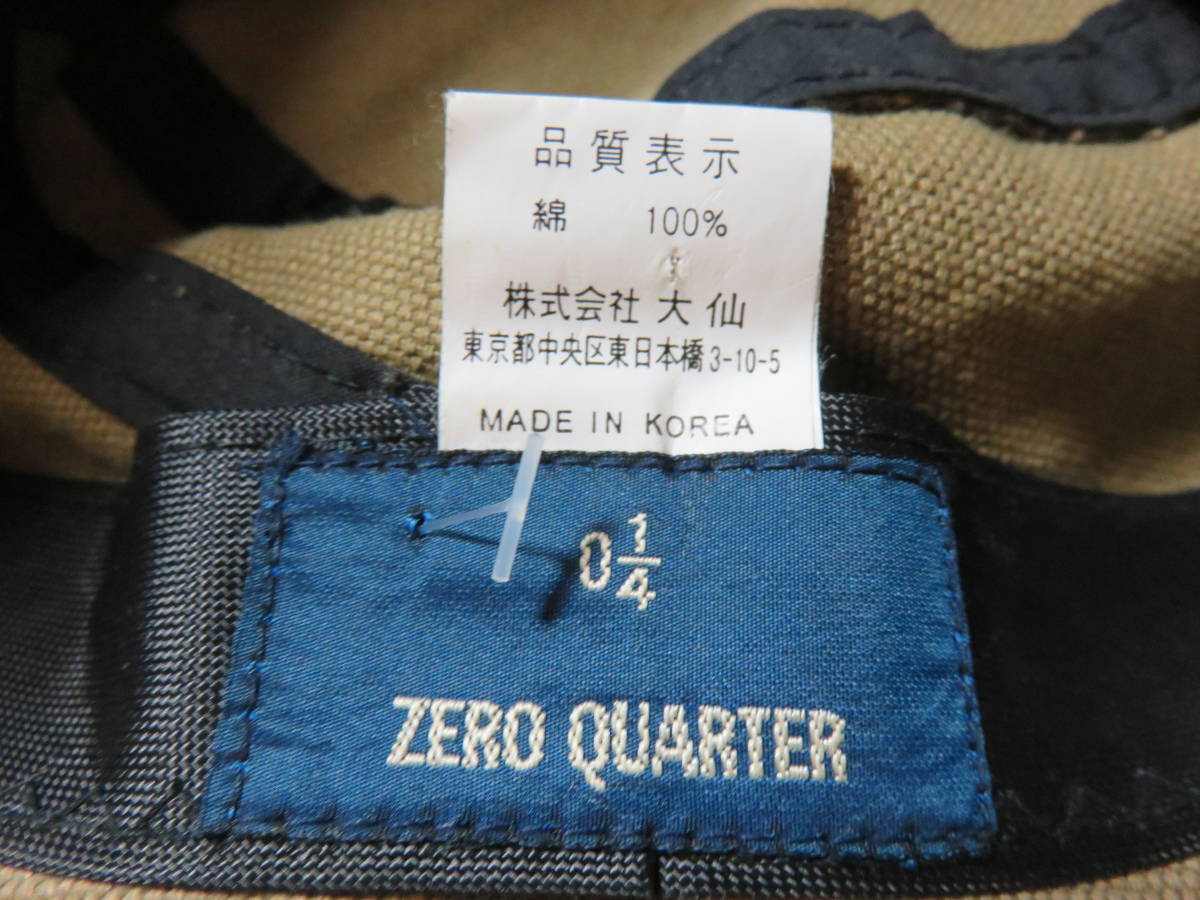 品質表示
綿 100%
株式会社 大仙
東京都中央区東日本橋3-10-5
MADE IN KOREA
0 1/4
ZERO QUARTER